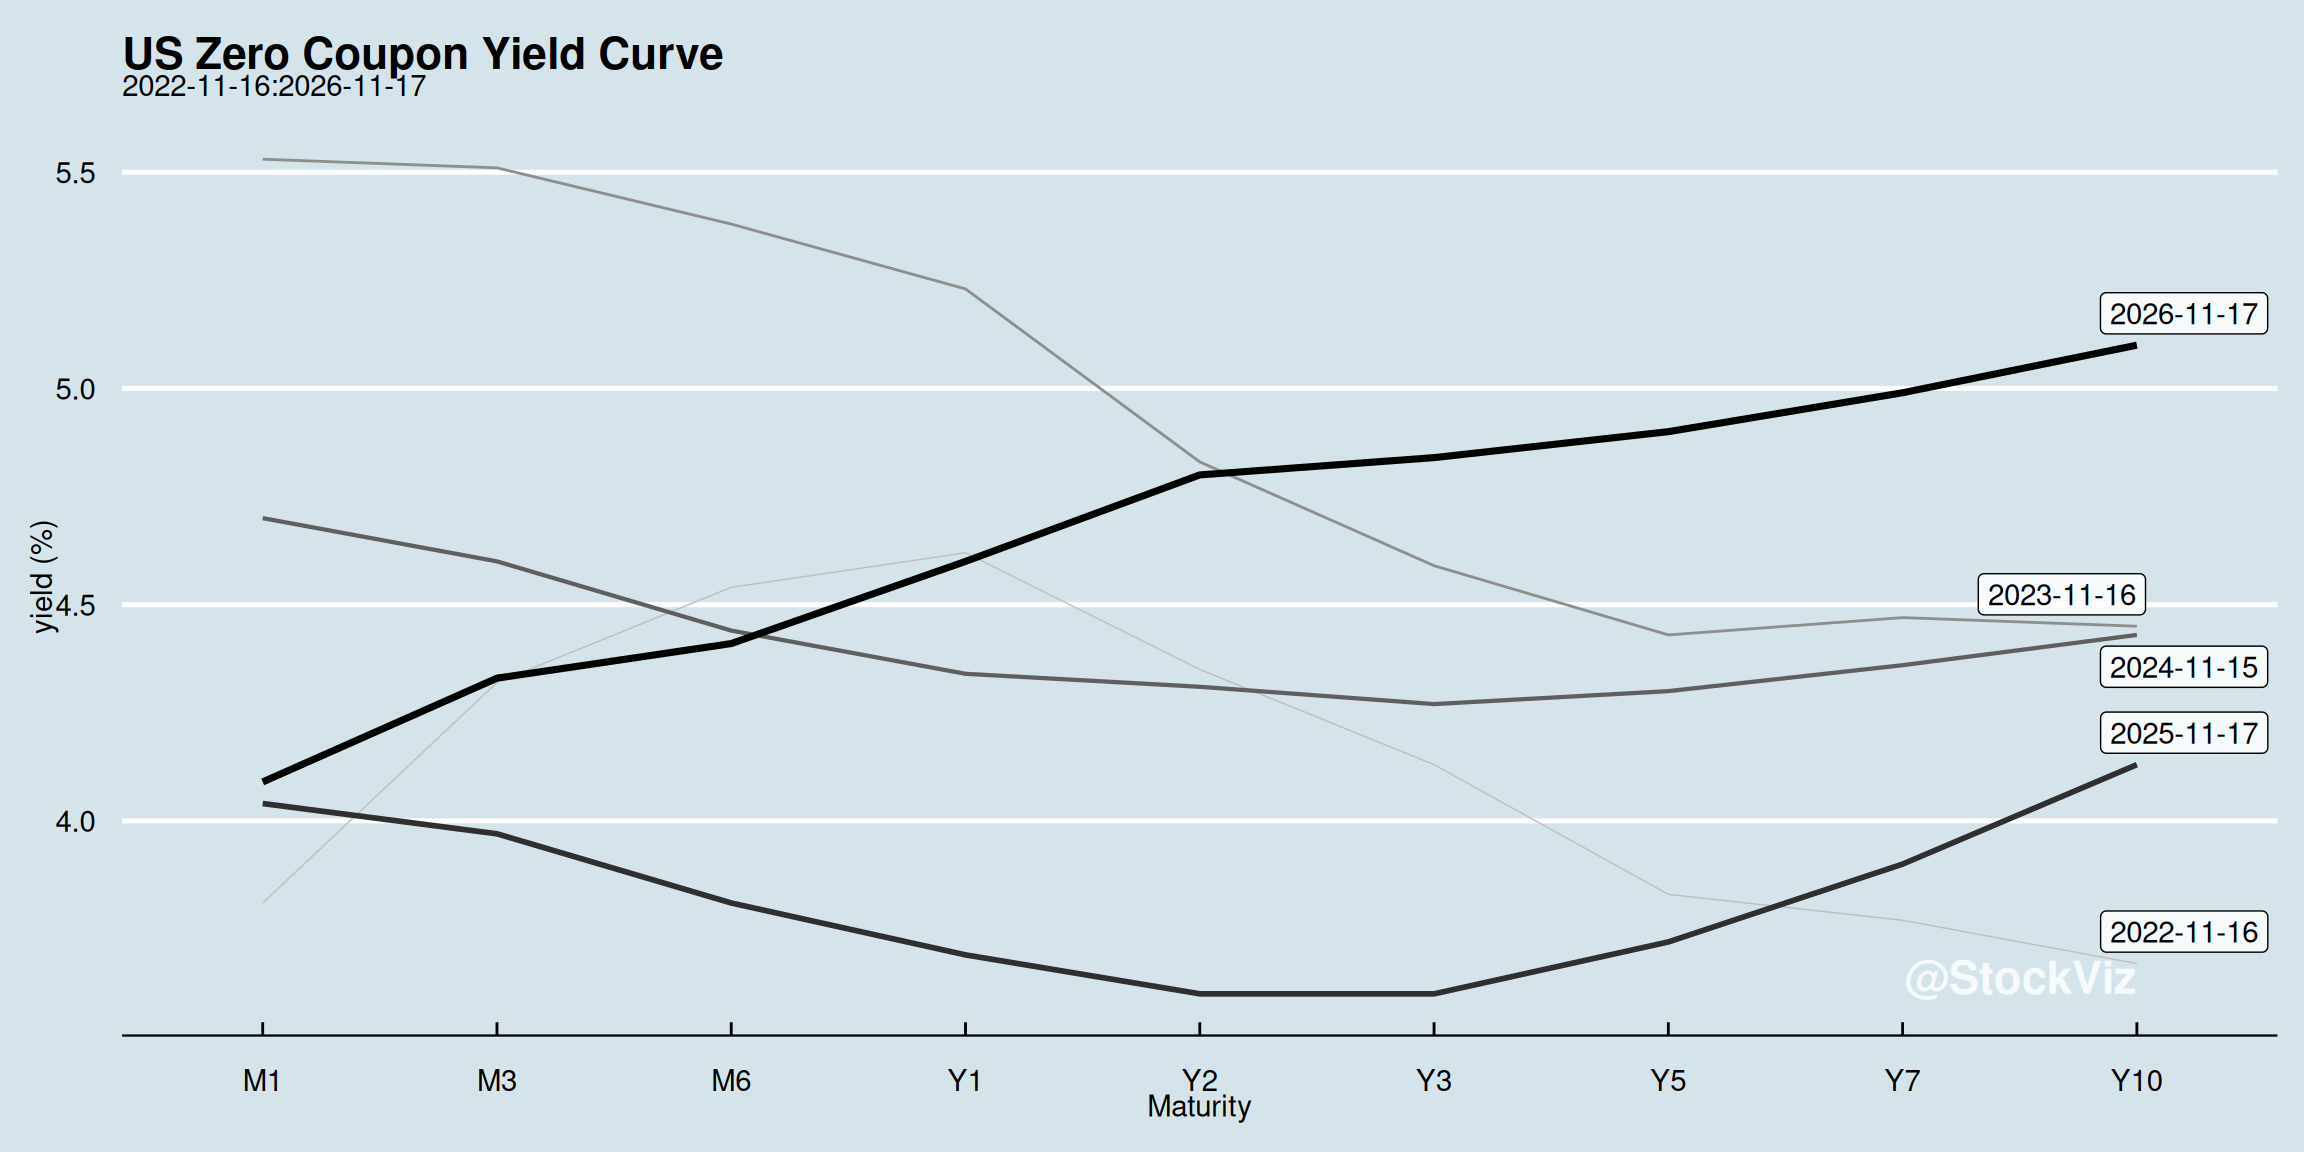 US Zero Coupon Yield Curve
2022-11-16:2026-11-17
yield (%)
5.5
5.0
4.5
4.0
2026-11-17
2023-11-16
2024-11-15
2025-11-17
2022-11-16
@StockViz
M1 M3 M6 Y1 Y2 Y3 Y5 Y7 Y10
Maturity